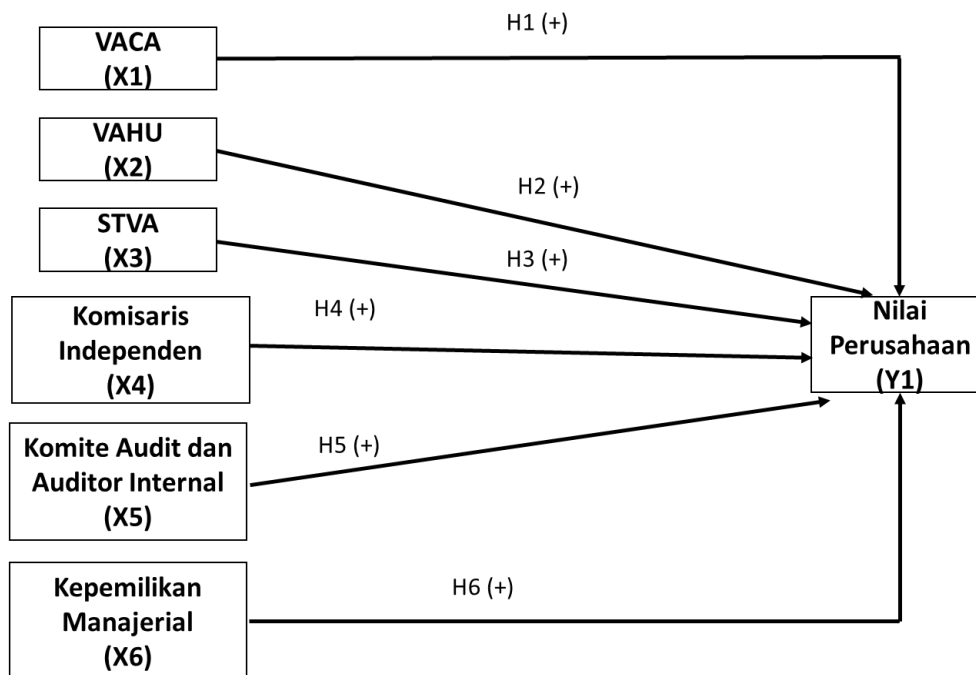 H1 (+)
VACA
(X1)
VAHU
(X2)
H2 (+)
STVA
(X3)
H3 (+)
H4 (+)
Komisaris
Independen
(X4)
Nilai
Perusahaan
(Y1)
Komite Audit dan
Auditor Internal
(X5)
H5 (+)
Kepemilikan
Manajerial
(X6)
H6 (+)